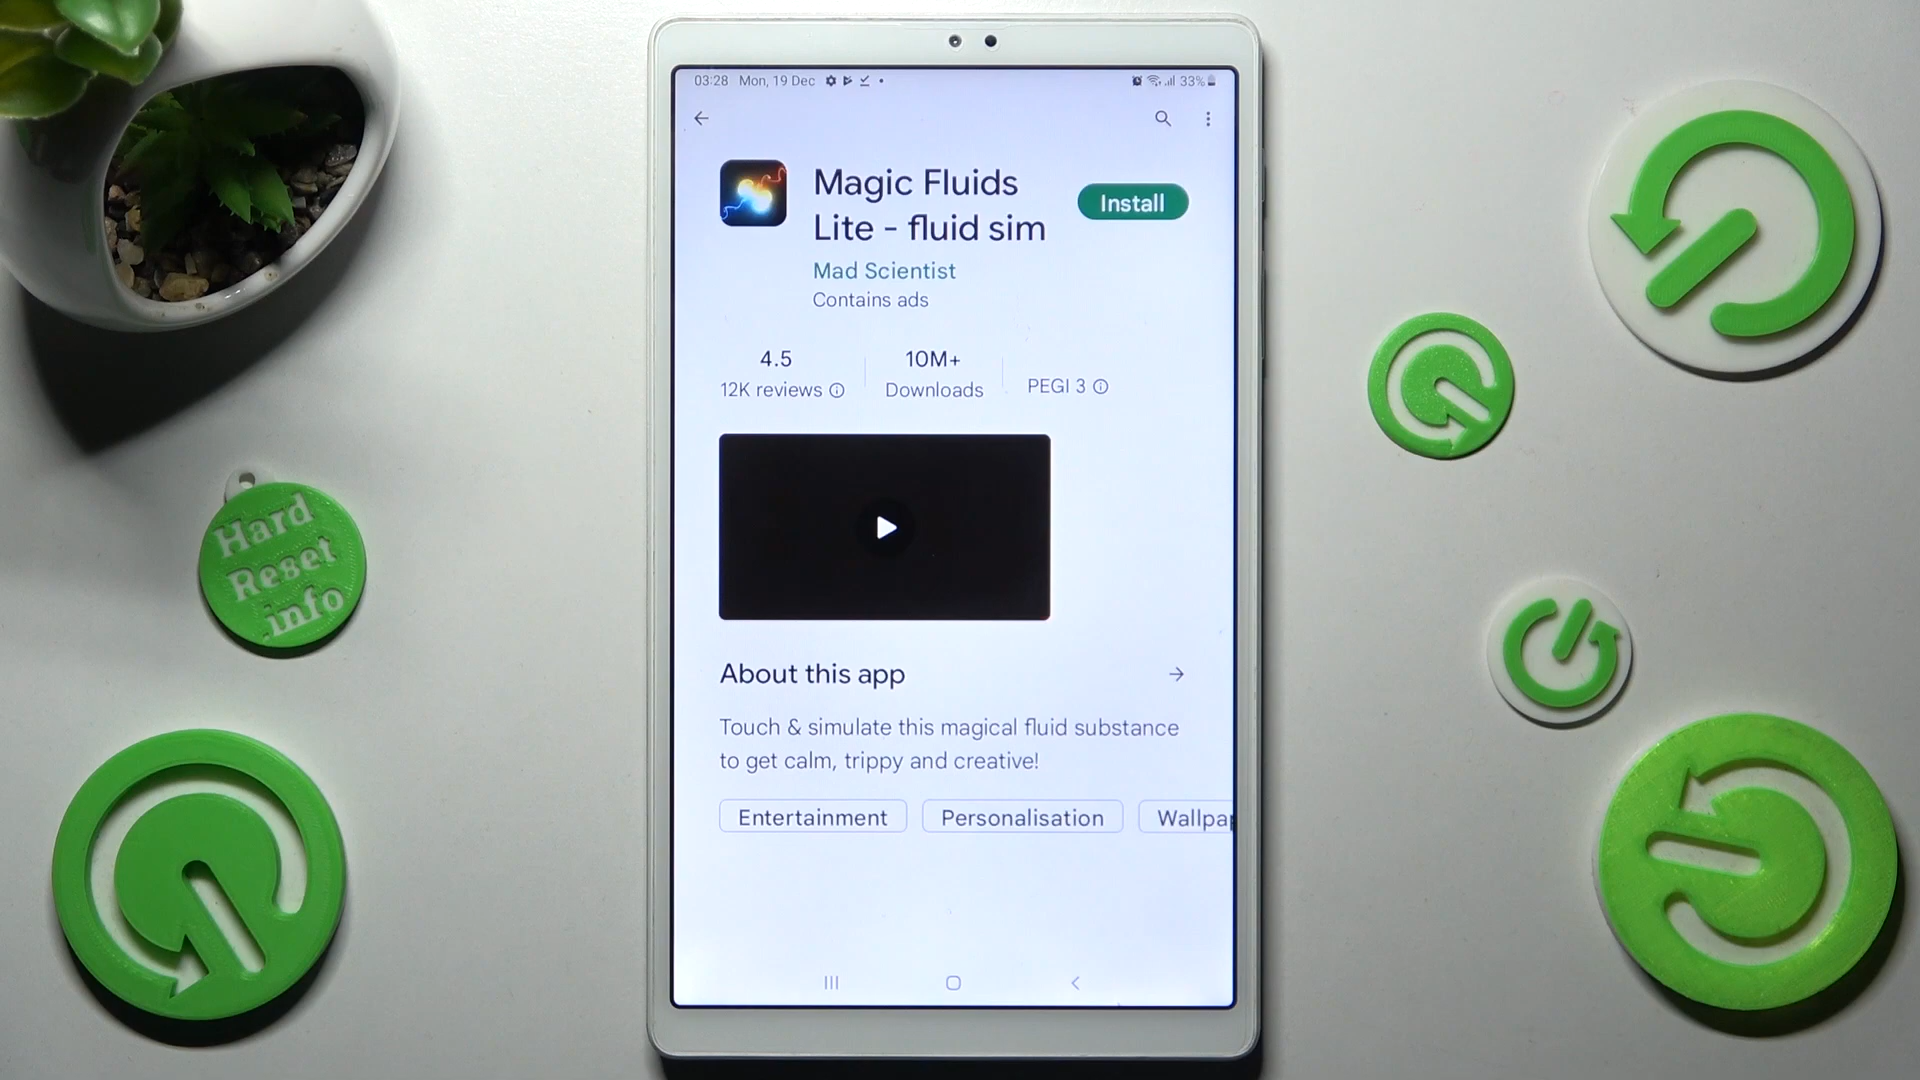 03:28 Mon, 19 Dec
33%
Magic Fluids
Lite - fluid sim
Install
Mad Scientist
Contains ads
4.5
12K reviews
10M+
Downloads
PEGI 3
About this app
Touch & simulate this magical fluid substance
to get calm, trippy and creative!
Entertainment
Personalisation
Wallpa
Hard
Reset
.info